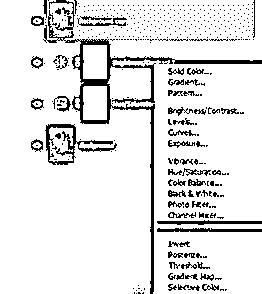 Solid Color...
Gradient...
Pattern...
Brightness/Contrast...
Levels...
Curves...
Exposure...
Vibrance...
Hue/Saturation...
Color Balance...
Black & White...
Photo Filter...
Channel Mixer...
Invert
Posterize...
Threshold...
Gradient Map...
Selective Color...